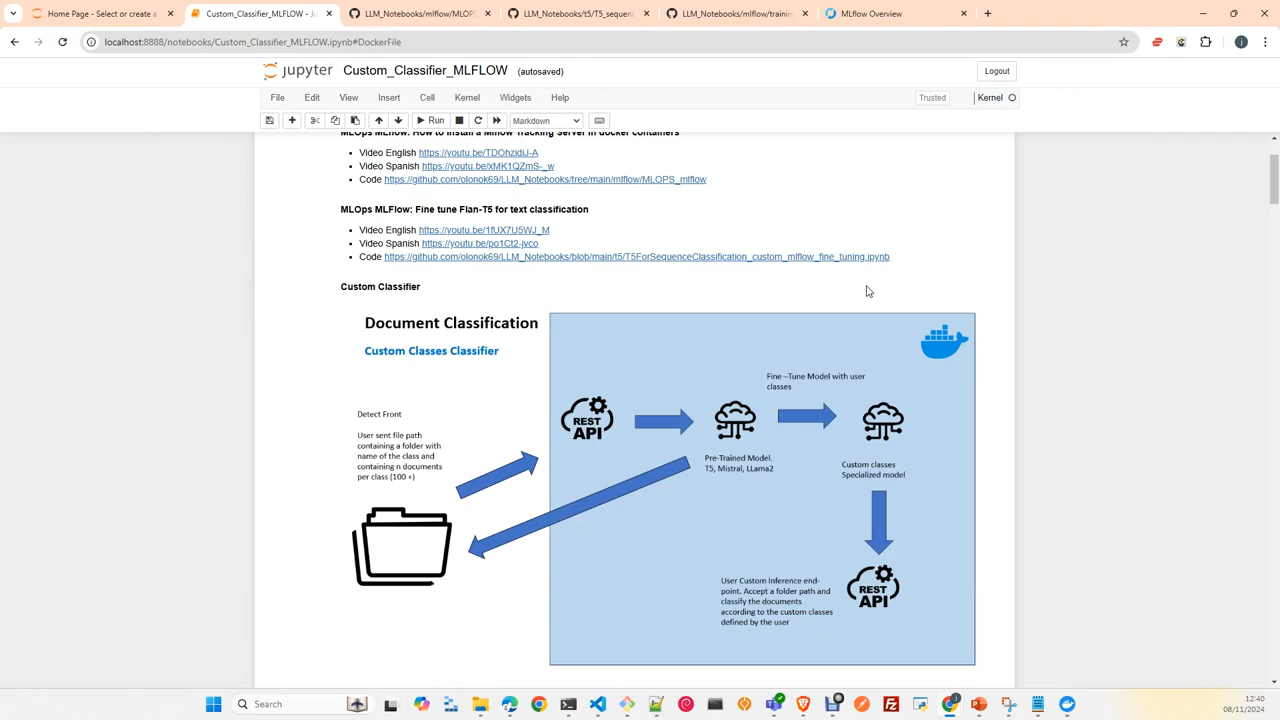 Home Page - Select or create a
Custom_Classifier_MLFLOW - Ju
LLM_Notebooks/mlflow/MLOPS
LLM_Notebooks/t5/T5_sequenc
LLM_Notebooks/mlflow/training
MLflow Overview
localhost:8888/notebooks/Custom_Classifier_MLFLOW.ipynb#DockerFile
jupyter Custom_Classifier_MLFLOW (autosaved)
Logout
File Edit View Insert Cell Kernel Widgets Help
Trusted
Kernel
Run
Markdown
MLOps MLflow: How to install a Mlflow Tracking Server in docker containers
Video English https://youtu.be/TDOhzidiJ-A
Video Spanish https://youtu.be/xMK1QZmS-_w
Code https://github.com/olonok69/LLM_Notebooks/tree/main/mlflow/MLOPS_mlflow
MLOps MLFlow: Fine tune Flan-T5 for text classification
Video English https://youtu.be/1fUX7U5WJ_M
Video Spanish https://youtu.be/po1Ct2-jvco
Code https://github.com/olonok69/LLM_Notebooks/blob/main/t5/T5ForSequenceClassification_custom_mlflow_fine_tuning.ipynb
Custom Classifier
Document Classification
Custom Classes Classifier
Fine –Tune Model with user
classes
Detect Front
User sent file path
containing a folder with
name of the class and
containing n documents
per class (100 +)
REST
API
Pre-Trained Model.
T5, Mistral, LLama2
Custom classes
Specialized model
User Custom Inference end-
point. Accept a folder path and
classify the documents
according to the custom classes
defined by the user
REST
API
Search
12:40
08/11/2024